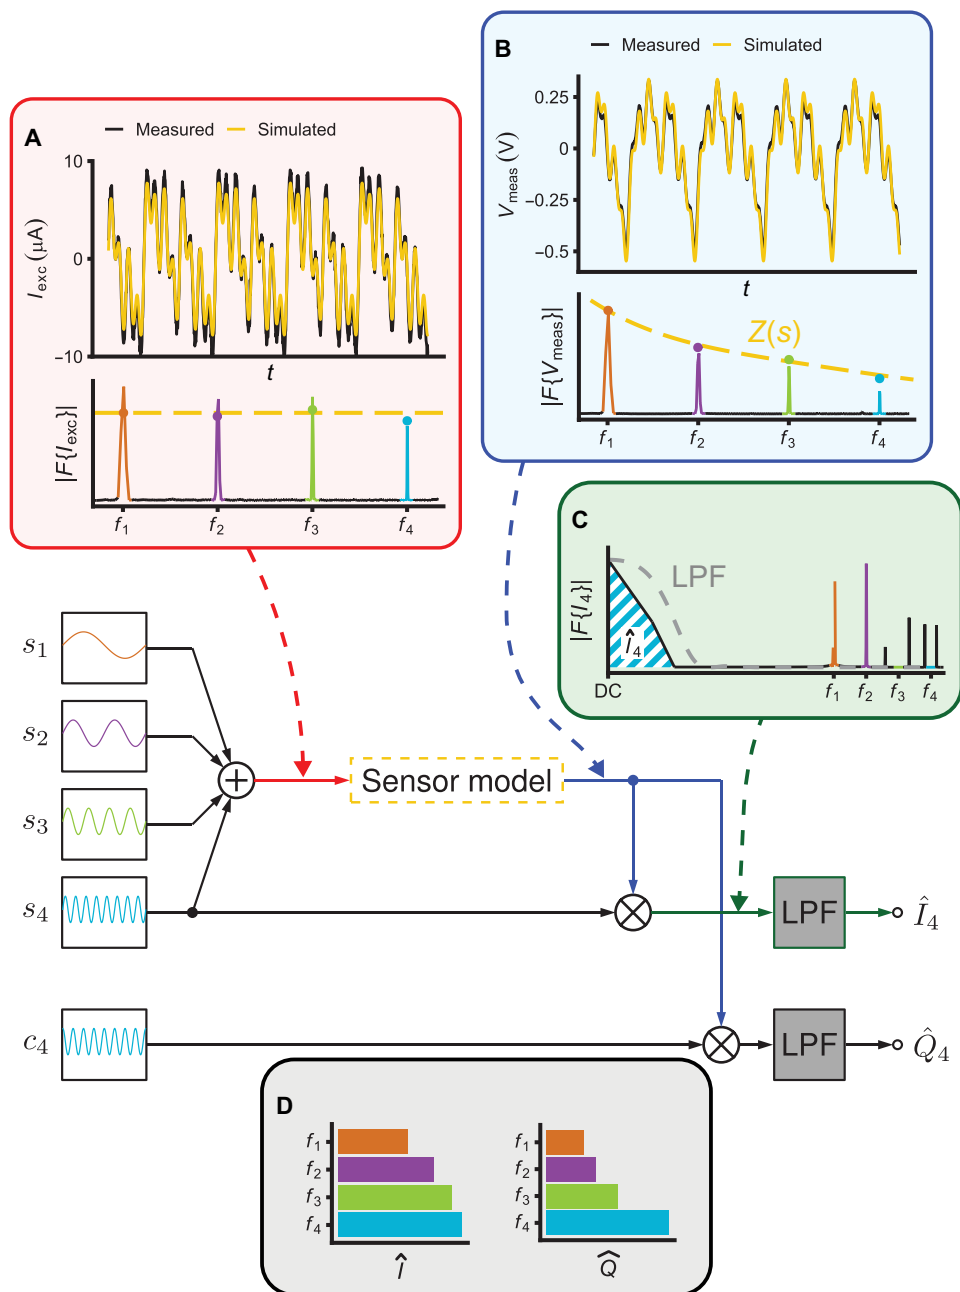 A
Measured Simulated
10
0
−10
I_exc (μA)
t
|F{I_exc}|
f₁ f₂ f₃ f₄
B
Measured Simulated
0.25
0
−0.25
−0.5
V_meas (V)
t
Z(s)
|F{V_meas}|
f₁ f₂ f₃ f₄
C
LPF
|F{I₄}|
Î₄
DC f₁ f₂ f₃ f₄
s₁
s₂
s₃
s₄
c₄
+
Sensor model
LPF
Î₄
LPF
Q̂₄
D
f₁
f₂
f₃
f₄
Î
f₁
f₂
f₃
f₄
Q̂